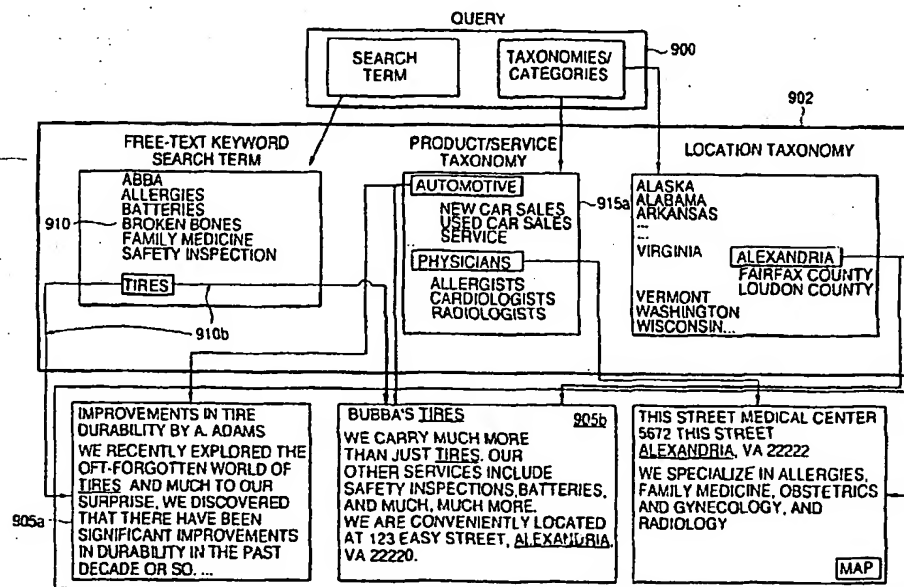 QUERY
900
SEARCH
TERM
TAXONOMIES/
CATEGORIES
902
FREE-TEXT KEYWORD
SEARCH TERM
910
ABBA
ALLERGIES
BATTERIES
BROKEN BONES
FAMILY MEDICINE
SAFETY INSPECTION
TIRES
910b
PRODUCT/SERVICE
TAXONOMY
915a
AUTOMOTIVE
NEW CAR SALES
USED CAR SALES
SERVICE
PHYSICIANS
ALLERGISTS
CARDIOLOGISTS
RADIOLOGISTS
LOCATION TAXONOMY
ALASKA
ALABAMA
ARKANSAS
...
...
VIRGINIA
ALEXANDRIA
FAIRFAX COUNTY
LOUDON COUNTY
VERMONT
WASHINGTON
WISCONSIN...
905a
IMPROVEMENTS IN TIRE
DURABILITY BY A. ADAMS
WE RECENTLY EXPLORED THE
OFT-FORGOTTEN WORLD OF
TIRES AND MUCH TO OUR
SURPRISE, WE DISCOVERED
THAT THERE HAVE BEEN
SIGNIFICANT IMPROVEMENTS
IN DURABILITY IN THE PAST
DECADE OR SO. ...
BUBBA'S TIRES
905b
WE CARRY MUCH MORE
THAN JUST TIRES. OUR
OTHER SERVICES INCLUDE
SAFETY INSPECTIONS,BATTERIES,
AND MUCH, MUCH MORE.
WE ARE CONVENIENTLY LOCATED
AT 123 EASY STREET, ALEXANDRIA,
VA 22220.
THIS STREET MEDICAL CENTER
5672 THIS STREET
ALEXANDRIA, VA 22222
WE SPECIALIZE IN ALLERGIES,
FAMILY MEDICINE, OBSTETRICS
AND GYNECOLOGY, AND
RADIOLOGY
MAP